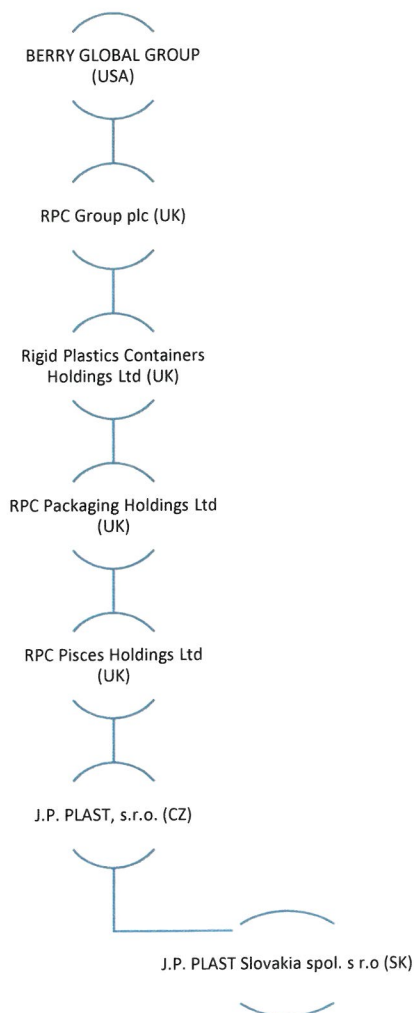 BERRY GLOBAL GROUP
(USA)
RPC Group plc (UK)
Rigid Plastics Containers
Holdings Ltd (UK)
RPC Packaging Holdings Ltd
(UK)
RPC Pisces Holdings Ltd
(UK)
J.P. PLAST, s.r.o. (CZ)
J.P. PLAST Slovakia spol. s r.o (SK)